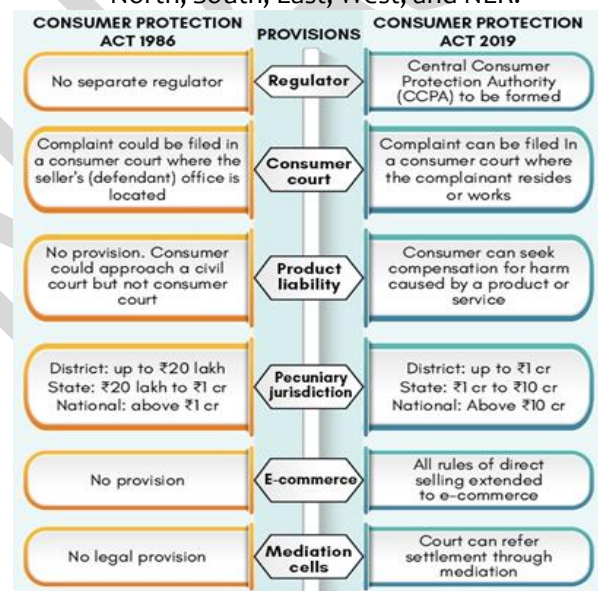 North, South, East, West, and NER.
CONSUMER PROTECTION
ACT 1986
PROVISIONS
CONSUMER PROTECTION
ACT 2019
No separate regulator
Regulator
Central Consumer
Protection Authority
(CCPA) to be formed
Complaint could be filed in
a consumer court where the
seller's (defendant) office is
located
Consumer
court
Complaint can be filed In
a consumer court where
the complainant resides
or works
No provision. Consumer
could approach a civil
court but not consumer
court
Product
liability
Consumer can seek
compensation for harm
caused by a product or
service
District: up to ₹20 lakh
State: ₹20 lakh to ₹1 cr
National: above ₹1 cr
Pecuniary
jurisdiction
District: up to ₹1 cr
State: ₹1 cr to ₹10 cr
National: Above ₹10 cr
No provision
E-commerce
All rules of direct
selling extended
to e-commerce
No legal provision
Mediation
cells
Court can refer
settlement through
mediation